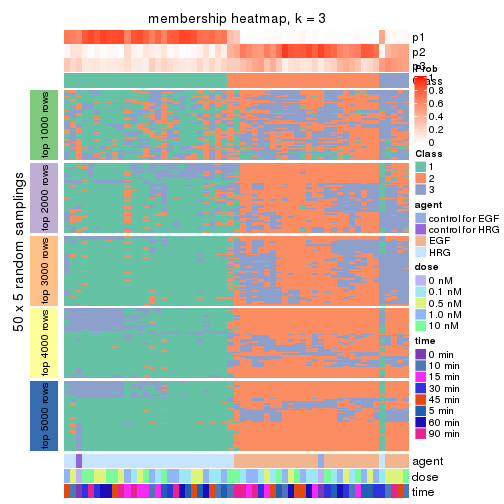 membership heatmap, k = 3
p1
p2
p3
Class
Prob
1
0.8
0.6
0.4
0.2
0
Class
1
2
3
agent
control for EGF
control for HRG
EGF
HRG
dose
0 nM
0.1 nM
0.5 nM
1.0 nM
10 nM
time
0 min
10 min
15 min
30 min
45 min
5 min
60 min
90 min
50 x 5 random samplings
top 1000 rows
top 2000 rows
top 3000 rows
top 4000 rows
top 5000 rows
agent
dose
time